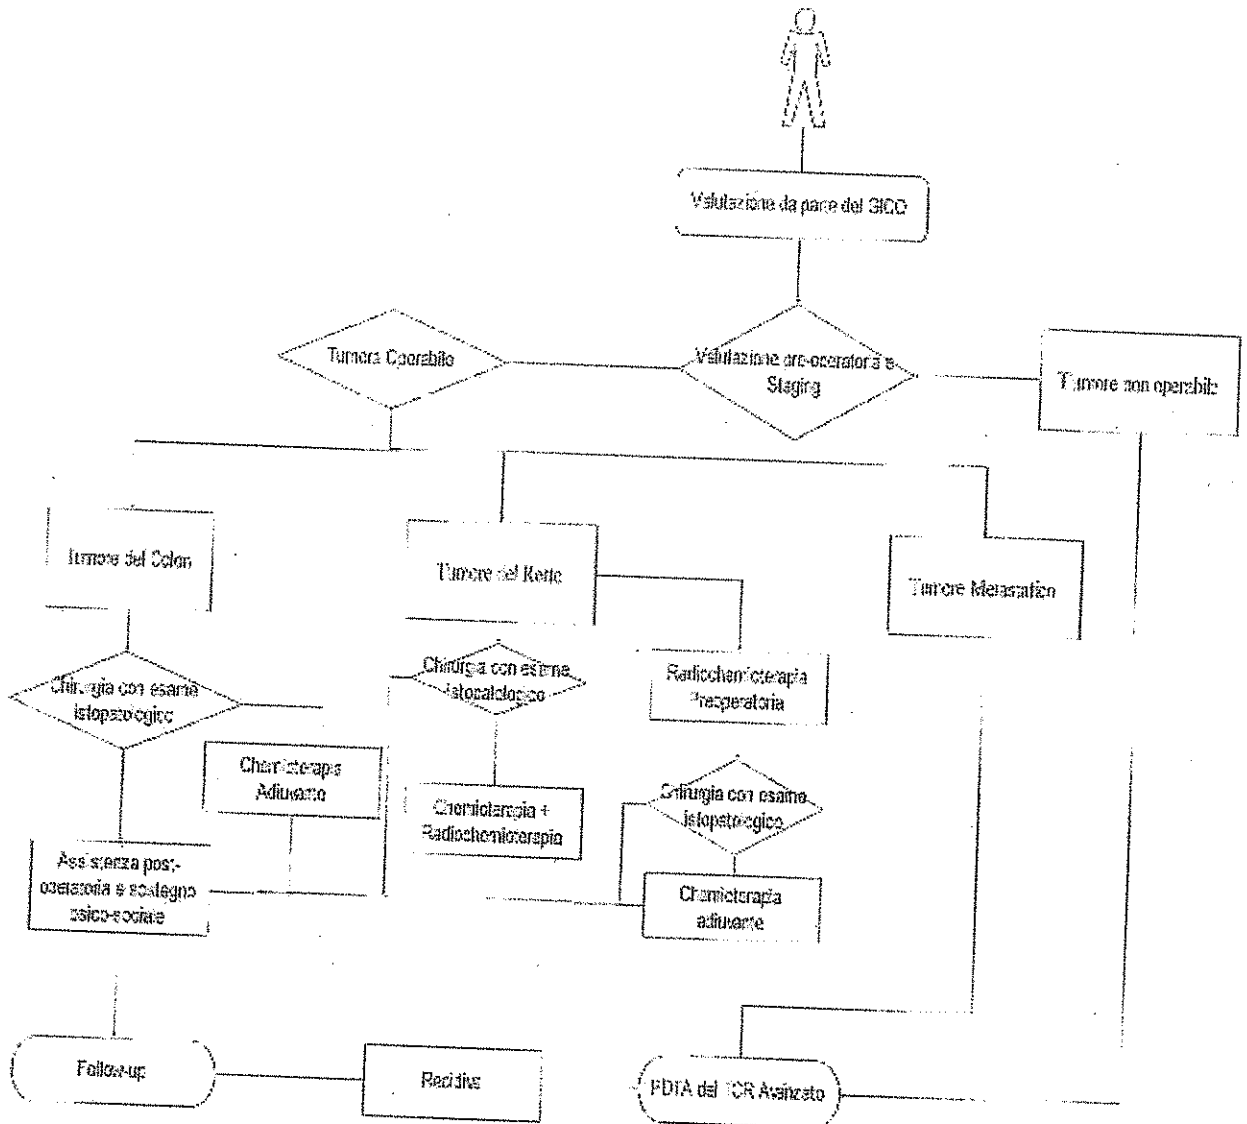 Valutazione da parte del GICO
Tumore Operabile
Valutazione pre-operatoria e
Staging
Tumore non operabile
Tumore del Colon
Tumore del Retto
Tumore Metastatico
Chirurgia con esame
istopatologico
Chirurgia con esame
istopatologico
Radiochemioterapia
Preoperatoria
Chemioterapia
Adiuvante
Chemioterapia +
Radiochemioterapia
Chirurgia con esame
istopatologico
Assistenza post-
operatoria e sostegno
psico-sociale
Chemioterapia
adiuvante
Follow-up
Recidiva
PDTA del TCR Avanzato